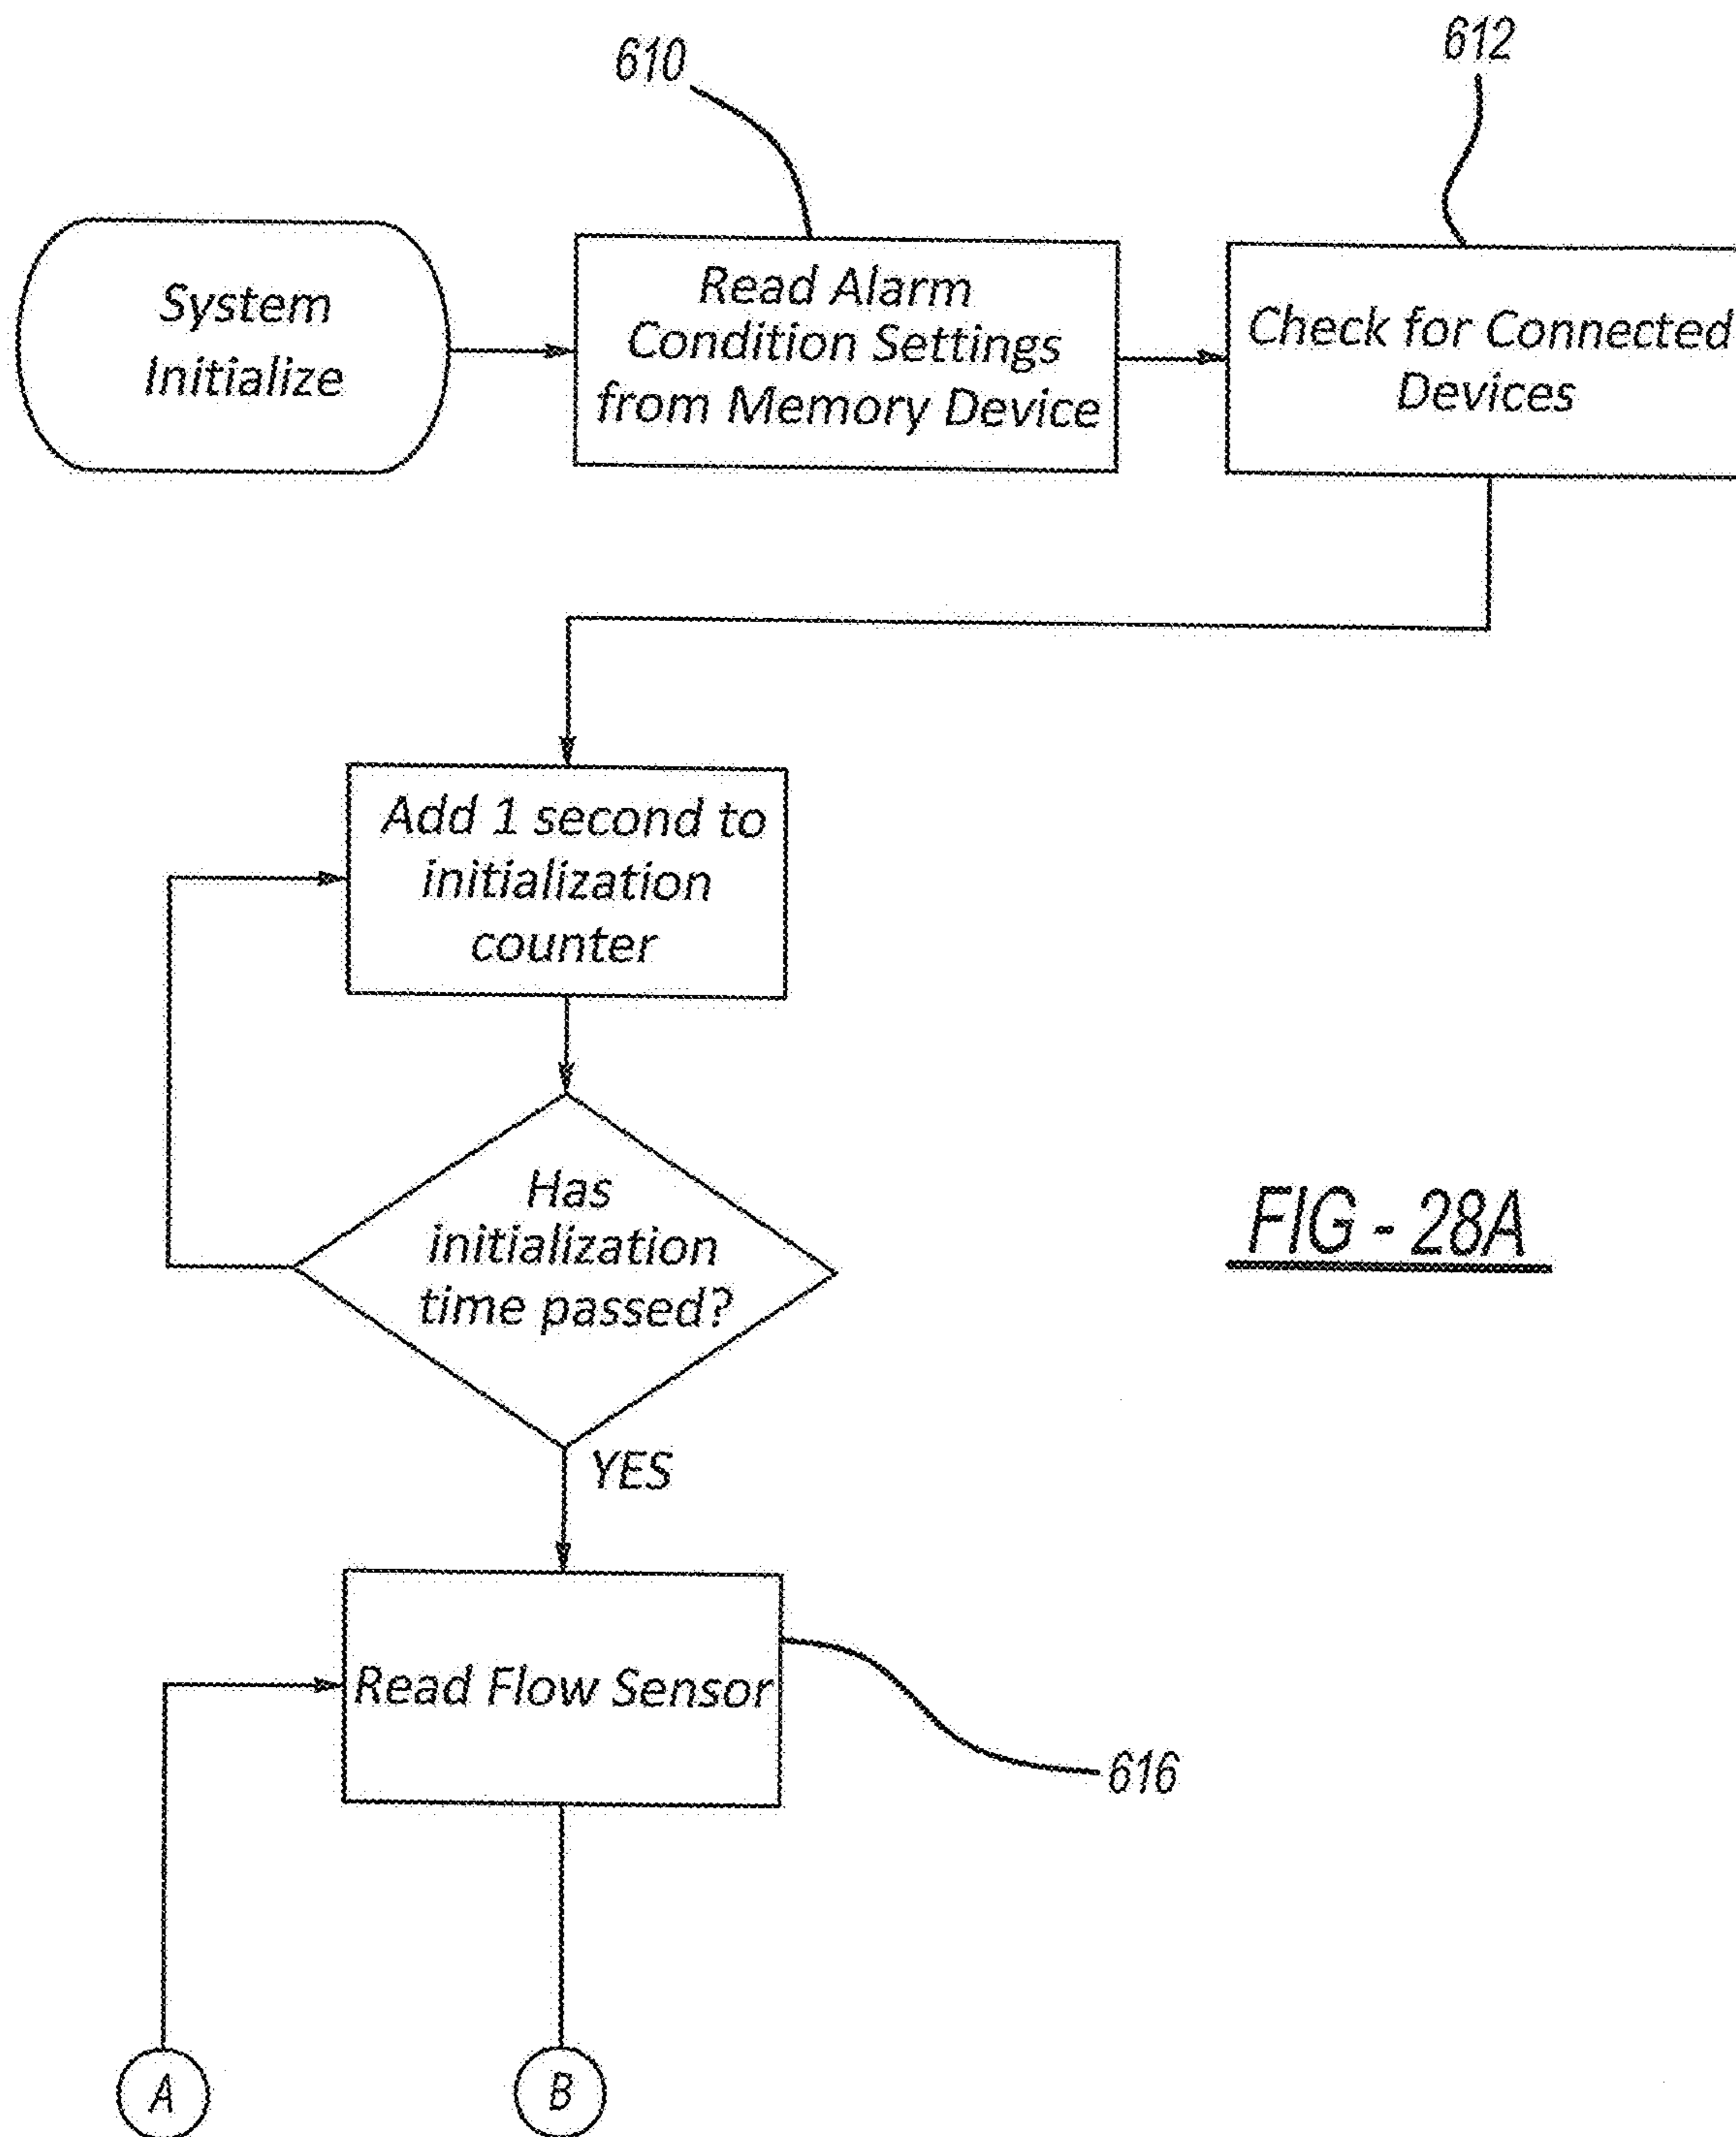 610
612
System
Initialize
Read Alarm
Condition Settings
from Memory Device
Check for Connected
Devices
Add 1 second to
initialization
counter
Has
initialization
time passed?
FIG - 28A
YES
Read Flow Sensor
616
A
B